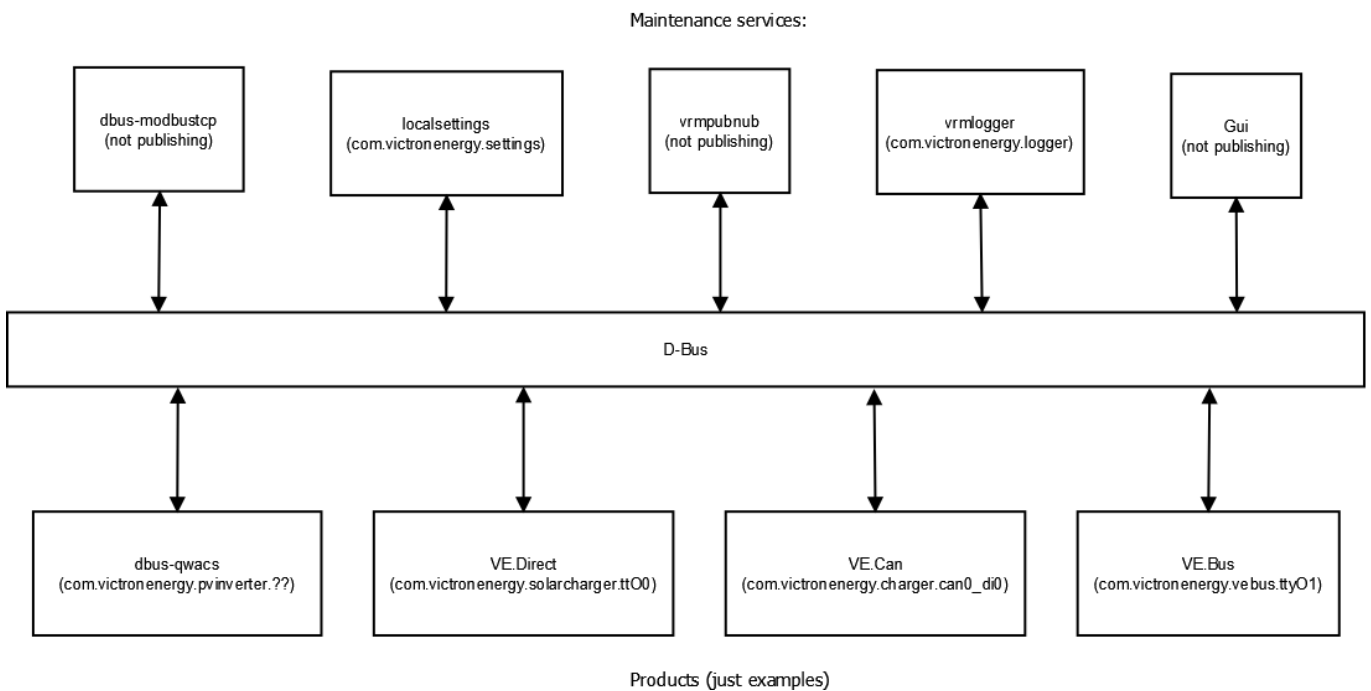 Maintenance services:
dbus-modbustcp
(not publishing)
localsettings
(com.victronenergy.settings)
vrmpubnub
(not publishing)
vrmlogger
(com.victronenergy.logger)
Gui
(not publishing)
D-Bus
dbus-qwacs
(com.victronenergy.pvinverter.??)
VE.Direct
(com.victronenergy.solarcharger.ttO0)
VE.Can
(com.victronenergy.charger.can0_di0)
VE.Bus
(com.victronenergy.vebus.ttyO1)
Products (just examples)